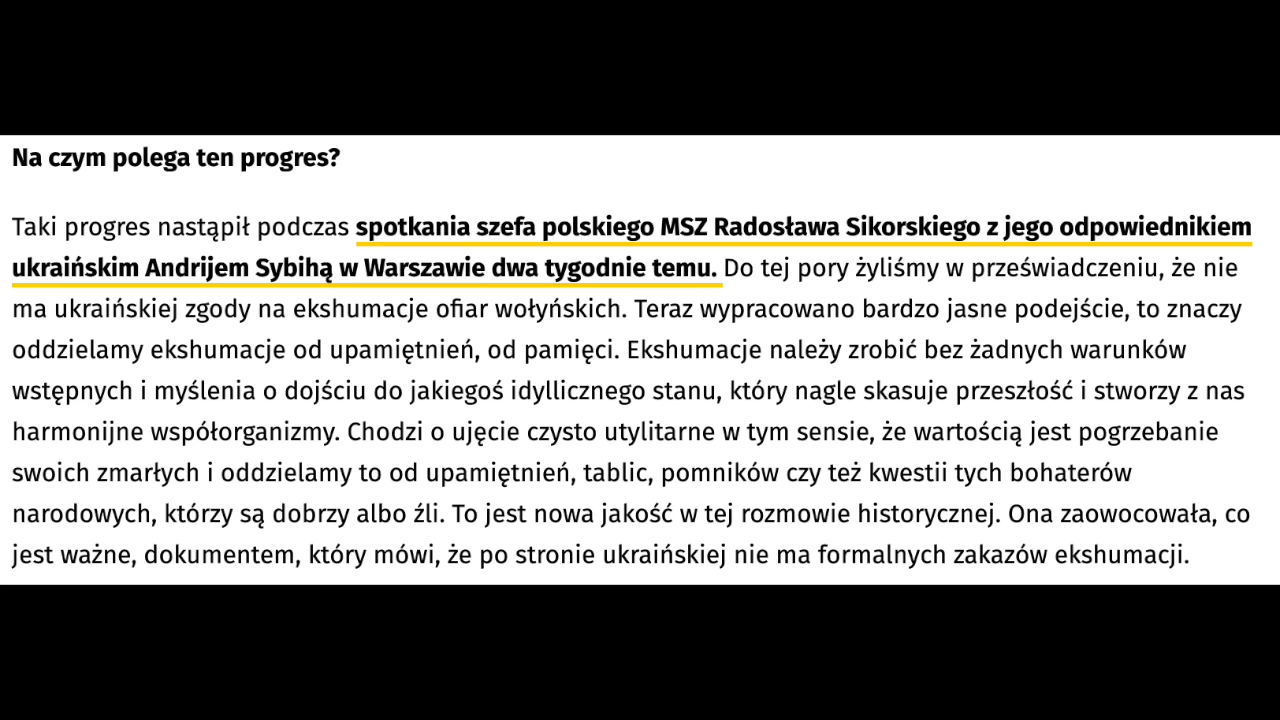 Na czym polega ten progres?
Taki progres nastąpił podczas spotkania szefa polskiego MSZ Radosława Sikorskiego z jego odpowiednikiem
ukraińskim Andrijem Sybihą w Warszawie dwa tygodnie temu. Do tej pory żyliśmy w przeświadczeniu, że nie
ma ukraińskiej zgody na ekshumacje ofiar wołyńskich. Teraz wypracowano bardzo jasne podejście, to znaczy
oddzielamy ekshumacje od upamiętnień, od pamięci. Ekshumacje należy zrobić bez żadnych warunków
wstępnych i myślenia o dojściu do jakiegoś idyllicznego stanu, który nagle skasuje przeszłość i stworzy z nas
harmonijne współorganizmy. Chodzi o ujęcie czysto utylitarne w tym sensie, że wartością jest pogrzebanie
swoich zmarłych i oddzielamy to od upamiętnień, tablic, pomników czy też kwestii tych bohaterów
narodowych, którzy są dobrzy albo źli. To jest nowa jakość w tej rozmowie historycznej. Ona zaowocowała, co
jest ważne, dokumentem, który mówi, że po stronie ukraińskiej nie ma formalnych zakazów ekshumacji.